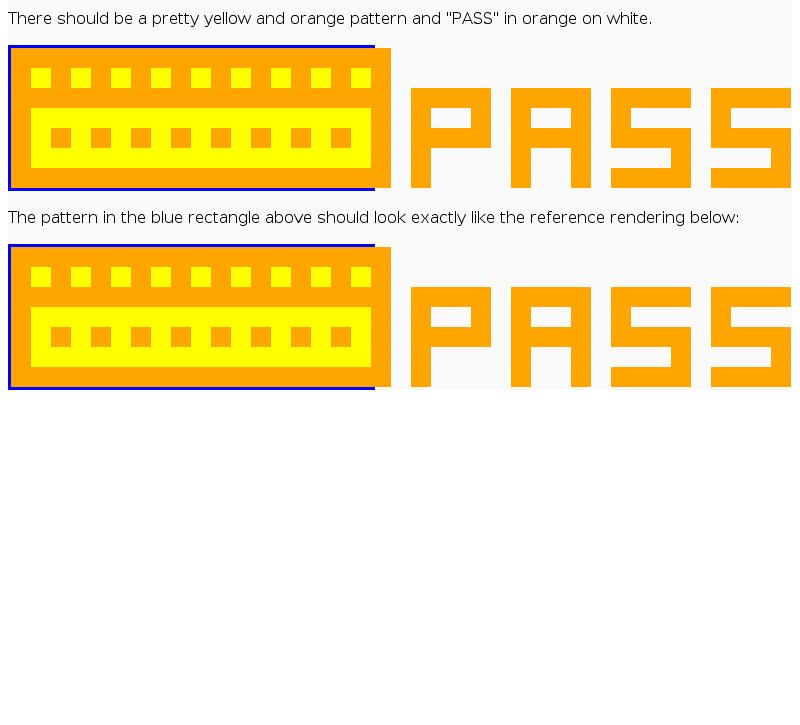 There should be a pretty yellow and orange pattern and "PASS" in orange on white.
PASS
The pattern in the blue rectangle above should look exactly like the reference rendering below:
PASS